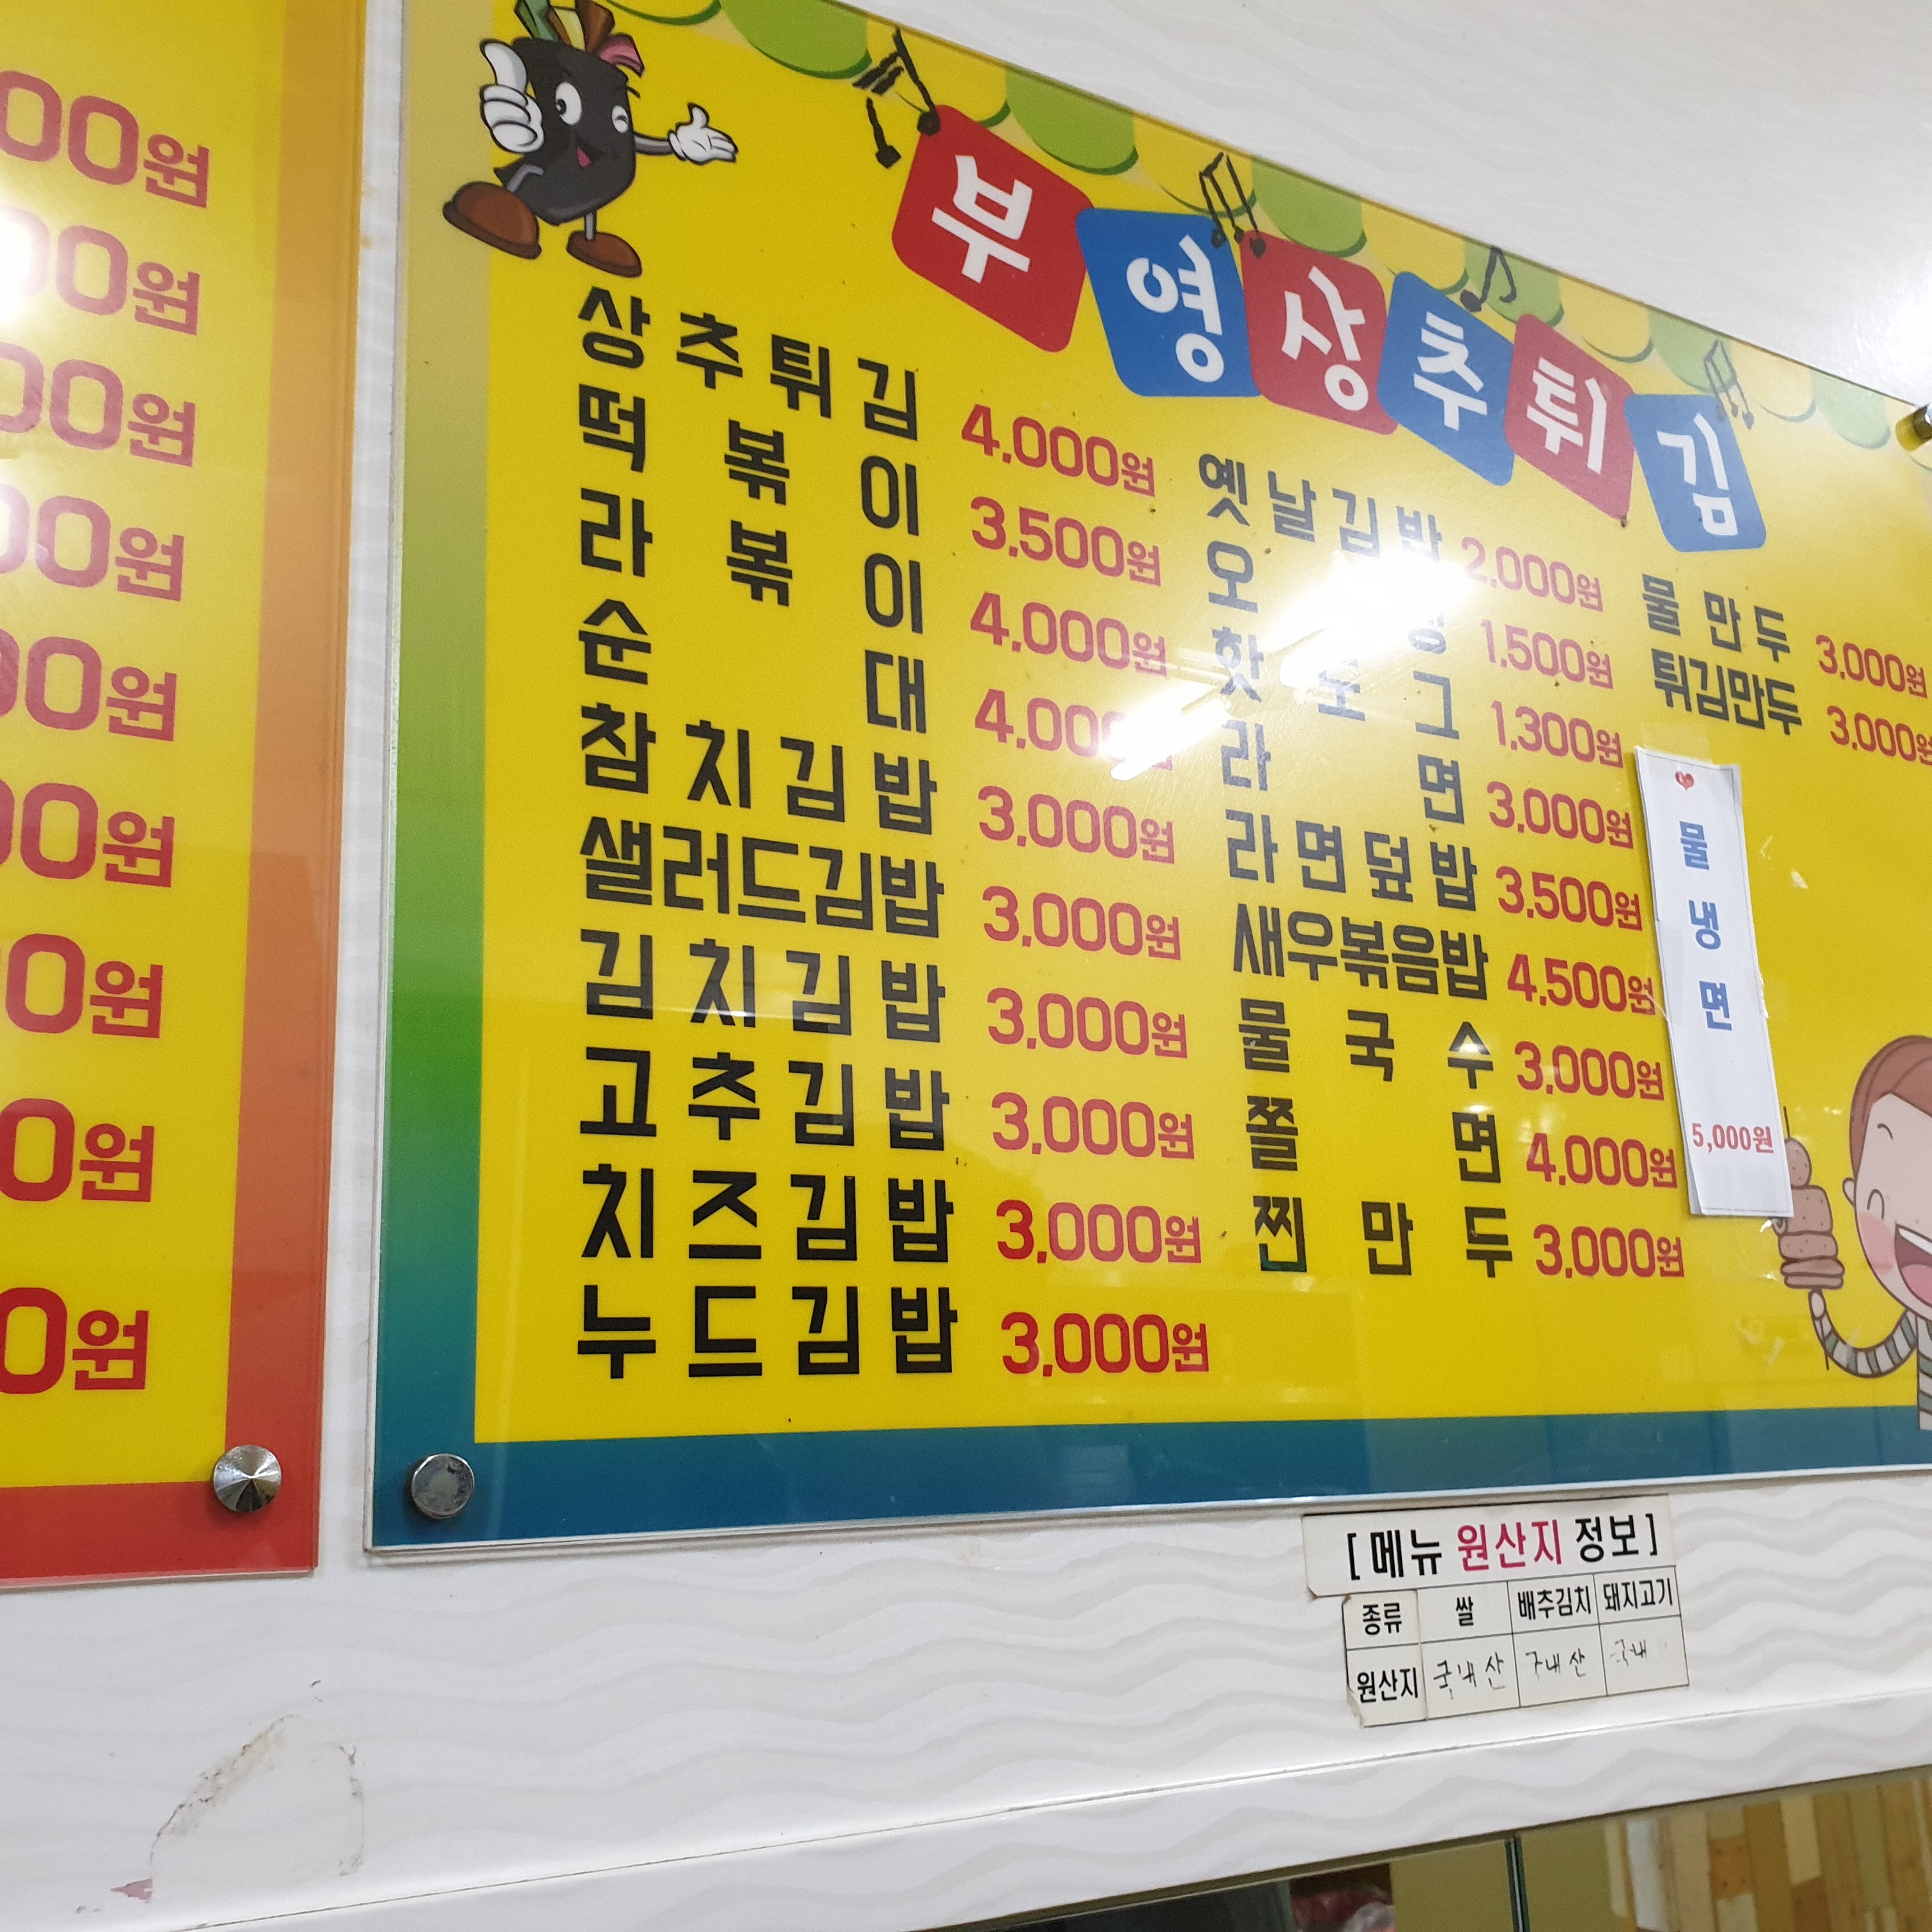 부영상추튀김
상추튀김 4,000원
떡볶이 3,500원
라볶이 4,000원
순대 4,000원
참치김밥 3,000원
샐러드김밥 3,000원
김치김밥 3,000원
고추김밥 3,000원
치즈김밥 3,000원
누드김밥 3,000원
옛날김밥 2,000원
오뎅 1,500원
핫도그 1,300원
라면 3,000원
라면덮밥 3,500원
새우볶음밥 4,500원
물국수 3,000원
쫄면 4,000원
찐만두 3,000원
물만두 3,000원
튀김만두 3,000원
물냉면 5,000원
[메뉴 원산지 정보]
종류 쌀 배추김치 돼지고기
원산지 국내산 국내산 국내